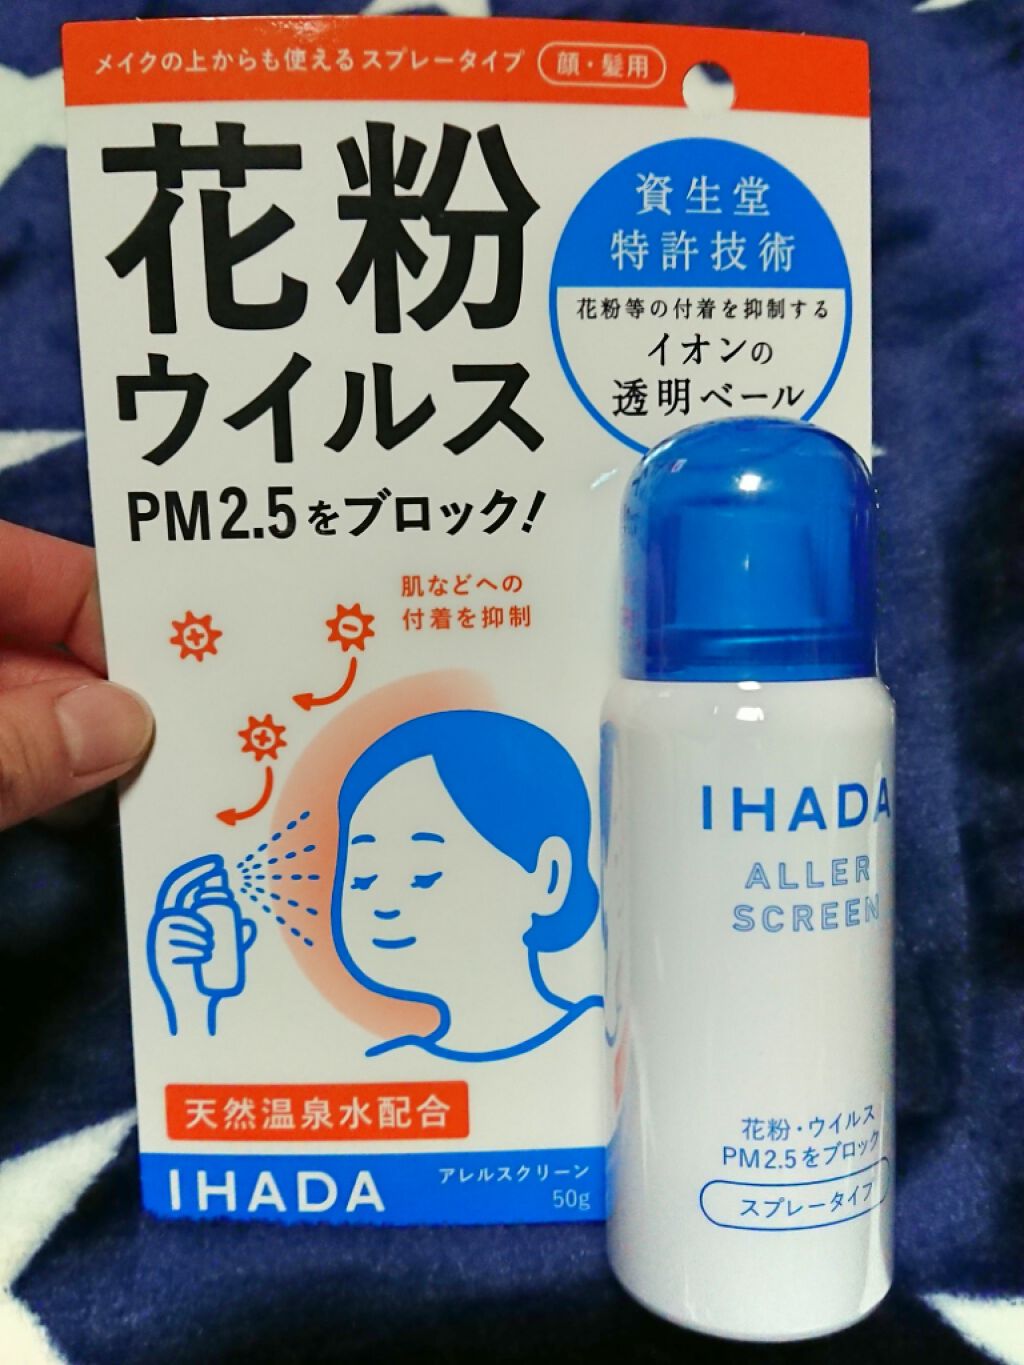 メイクの上からも使えるスプレータイプ 顔・髪用
花粉
ウイルス
PM2.5をブロック!
資生堂
特許技術
花粉等の付着を抑制する
イオンの
透明ベール
肌などへの
付着を抑制
天然温泉水配合
IHADA
アレルスクリーン
50g
IHADA
ALLER
SCREEN
花粉・ウイルス
PM2.5をブロック
スプレータイプ